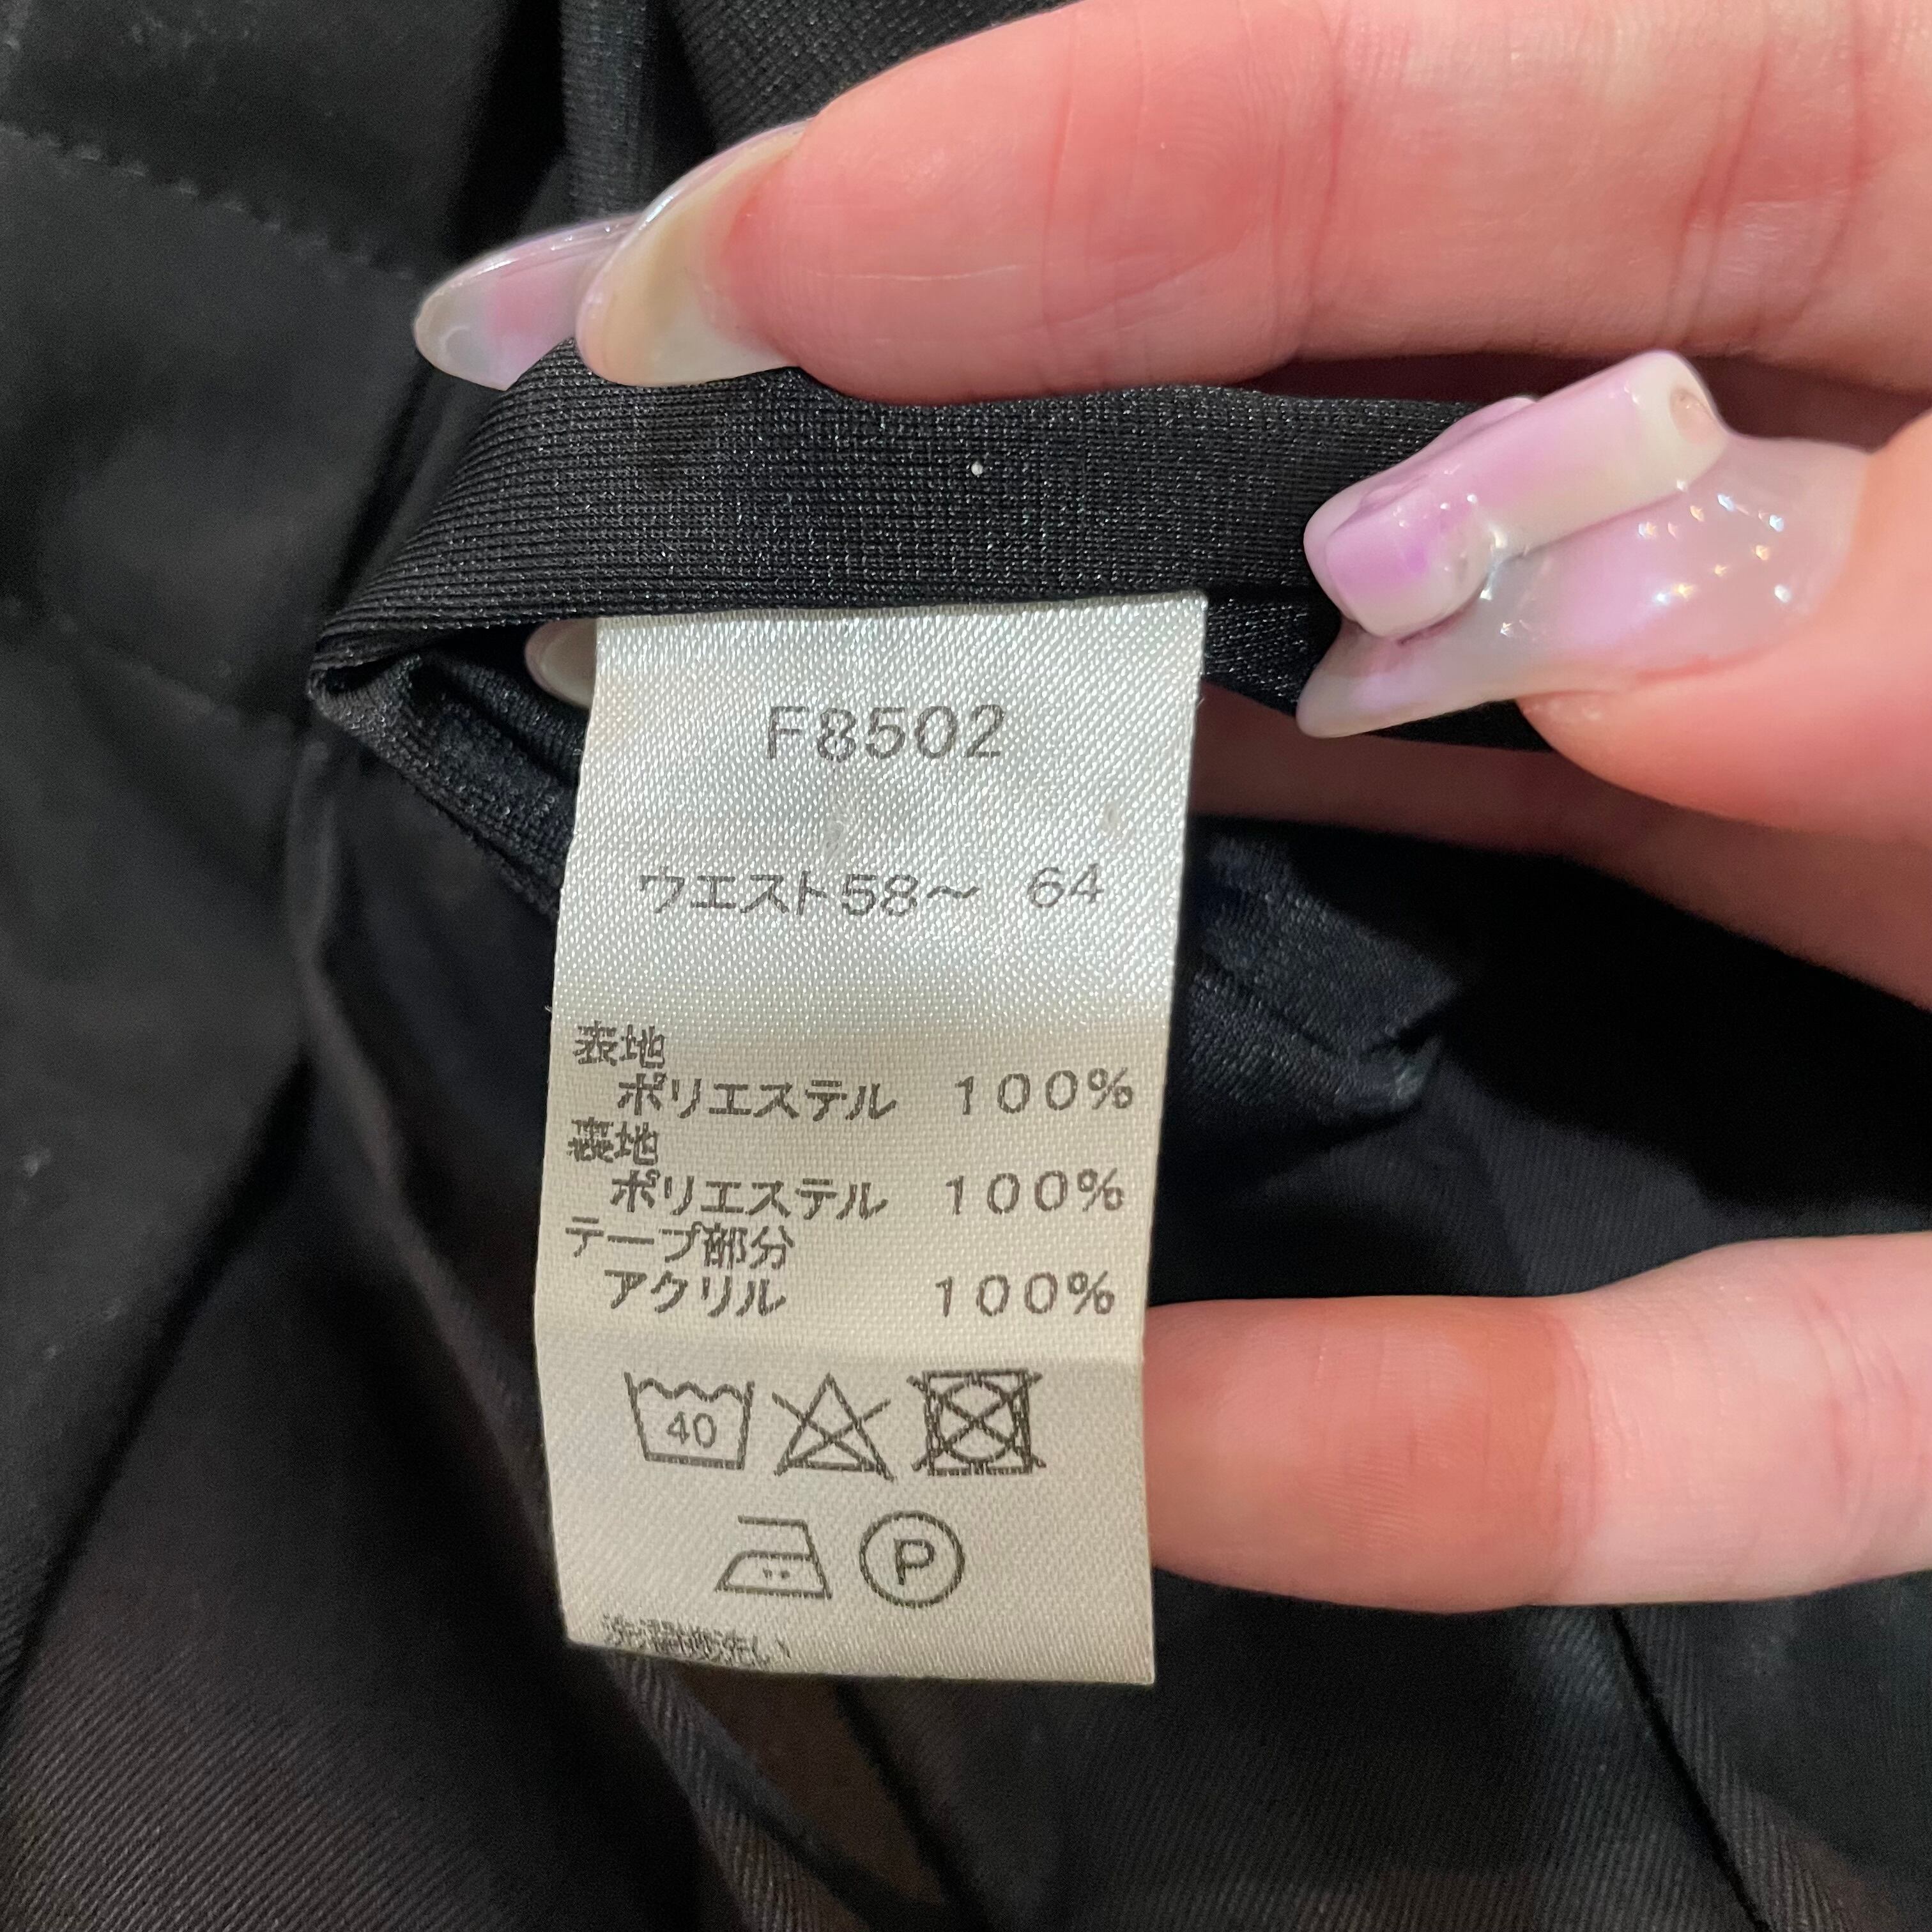 F8502
ウエスト58～ 64
表地
ポリエステル 100%
裏地
ポリエステル 100%
テープ部分
アクリル 100%
40
P